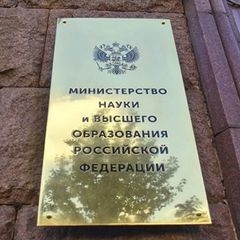 МИНИСТЕРСТВО
НАУКИ
И ВЫСШЕГО
ОБРАЗОВАНИЯ
РОССИЙСКОЙ
ФЕДЕРАЦИИ